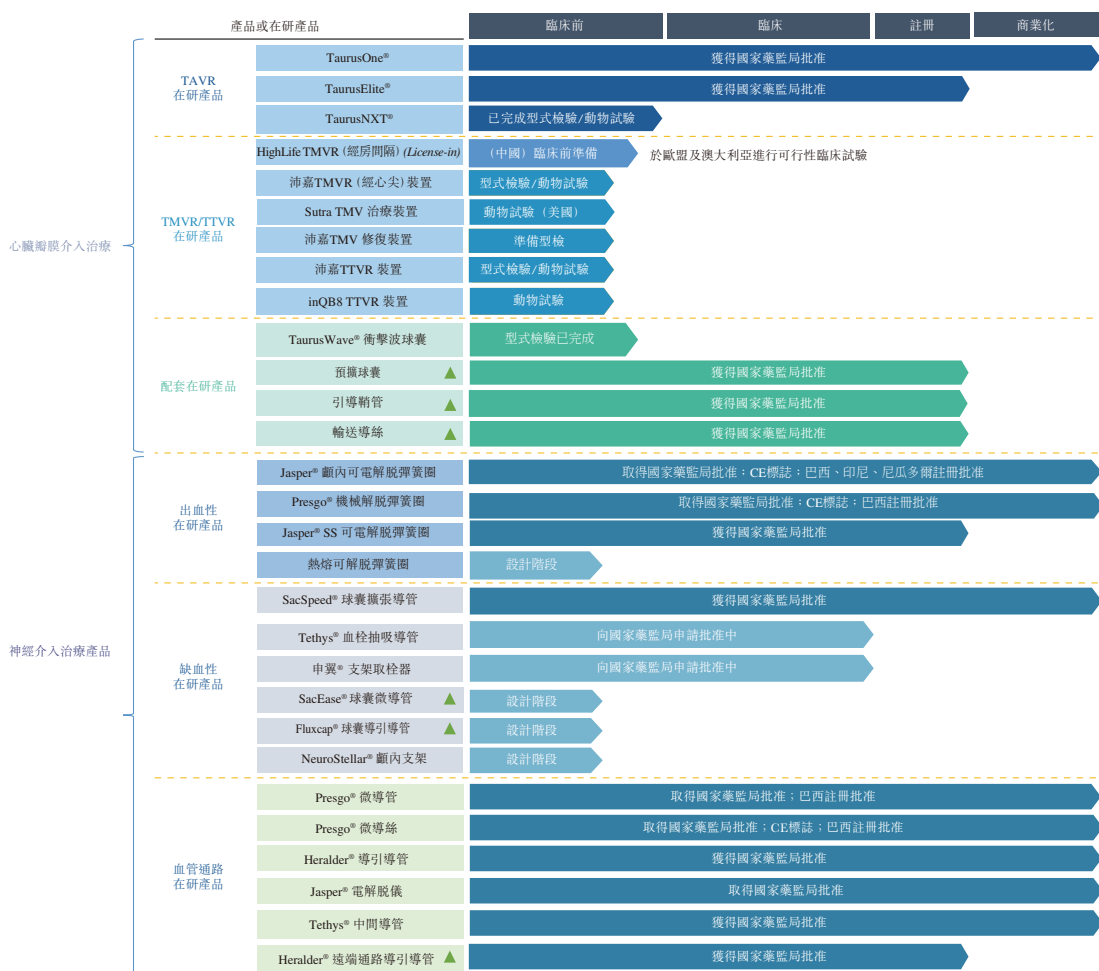 產品或在研產品 臨床前 臨床 註冊 商業化
心臟瓣膜介入治療
TAVR
在研產品
TaurusOne® 獲得國家藥監局批准
TaurusElite® 獲得國家藥監局批准
TaurusNXT® 已完成型式檢驗/動物試驗
TMVR/TTVR
在研產品
HighLife TMVR (經房間隔) (License-in) (中國) 臨床前準備 於歐盟及澳大利亞進行可行性臨床試驗
沛嘉TMVR (經心尖) 裝置 型式檢驗/動物試驗
Sutra TMV 治療裝置 動物試驗 (美國)
沛嘉TMV 修復裝置 準備型檢
沛嘉TTVR 裝置 型式檢驗/動物試驗
inQB8 TTVR 裝置 動物試驗
配套在研產品
TaurusWave® 衝擊波球囊 型式檢驗已完成
預擴球囊 ▲ 獲得國家藥監局批准
引導鞘管 ▲ 獲得國家藥監局批准
輸送導絲 ▲ 獲得國家藥監局批准
神經介入治療產品
出血性
在研產品
Jasper® 顱內可電解脫彈簧圈 取得國家藥監局批准；CE標誌；巴西、印尼、尼瓜多爾註冊批准
Presgo® 機械解脫彈簧圈 取得國家藥監局批准；CE標誌；巴西註冊批准
Jasper® SS 可電解脫彈簧圈 獲得國家藥監局批准
熱熔可解脫彈簧圈 設計階段
缺血性
在研產品
SacSpeed® 球囊擴張導管 獲得國家藥監局批准
Tethys® 血栓抽吸導管 向國家藥監局申請批准中
申翼® 支架取栓器 向國家藥監局申請批准中
SacEase® 球囊微導管 ▲ 設計階段
Fluxcap® 球囊導引導管 ▲ 設計階段
NeuroStellar® 顱內支架 設計階段
血管通路
在研產品
Presgo® 微導管 取得國家藥監局批准；巴西註冊批准
Presgo® 微導絲 取得國家藥監局批准；CE標誌；巴西註冊批准
Heralder® 導引導管 獲得國家藥監局批准
Jasper® 電解脫儀 取得國家藥監局批准
Tethys® 中間導管 獲得國家藥監局批准
Heralder® 遠端通路導引導管 ▲ 獲得國家藥監局批准